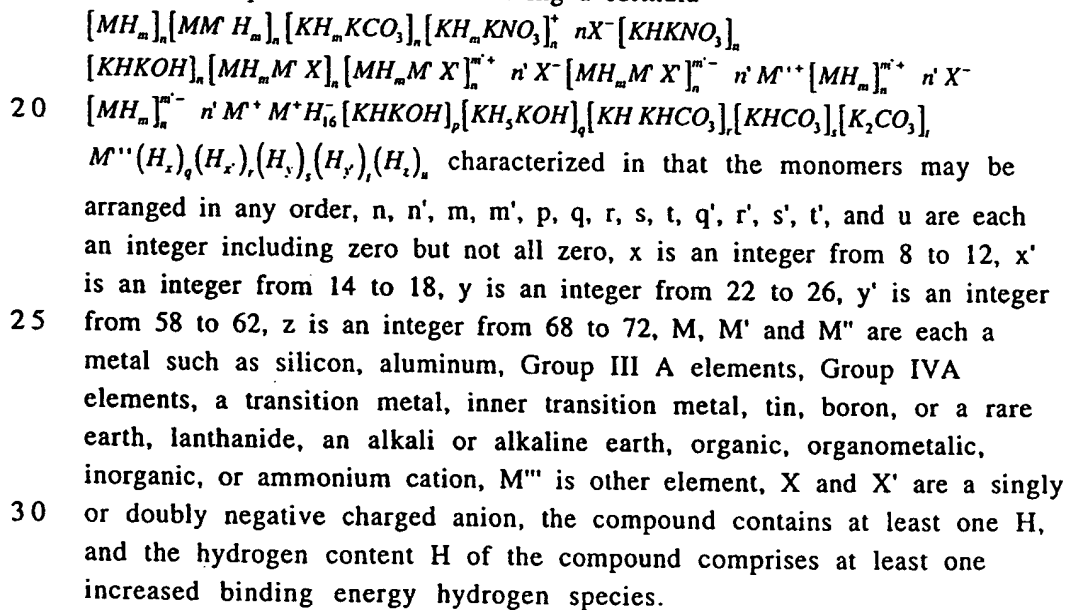 [MH_m]_n[MM' H_m]_n[KH_mKCO_3]_n[KH_mKNO_3]_n^+ nX^-[KHKNO_3]_n
[KHKOH]_n[MH_mM' X]_n[MH_mM' X']_n^{m'+} n' X^-[MH_mM' X']_n^{m'-} n' M''^+[MH_m]_n^{m'+} n' X^-
20 [MH_m]_n^{m'-} n' M'^+ M^+H_16^-[KHKOH]_p[KH_5KOH]_q[KH KHCO_3]_r[KHCO_3]_s[K_2CO_3]_t
M'''(H_x)_q(H_x')_r(H_y)_s(H_y')_t(H_z)_u characterized in that the monomers may be
arranged in any order, n, n', m, m', p, q, r, s, t, q', r', s', t', and u are each
an integer including zero but not all zero, x is an integer from 8 to 12, x'
is an integer from 14 to 18, y is an integer from 22 to 26, y' is an integer
25 from 58 to 62, z is an integer from 68 to 72, M, M' and M" are each a
metal such as silicon, aluminum, Group III A elements, Group IVA
elements, a transition metal, inner transition metal, tin, boron, or a rare
earth, lanthanide, an alkali or alkaline earth, organic, organometalic,
inorganic, or ammonium cation, M''' is other element, X and X' are a singly
30 or doubly negative charged anion, the compound contains at least one H,
and the hydrogen content H of the compound comprises at least one
increased binding energy hydrogen species.